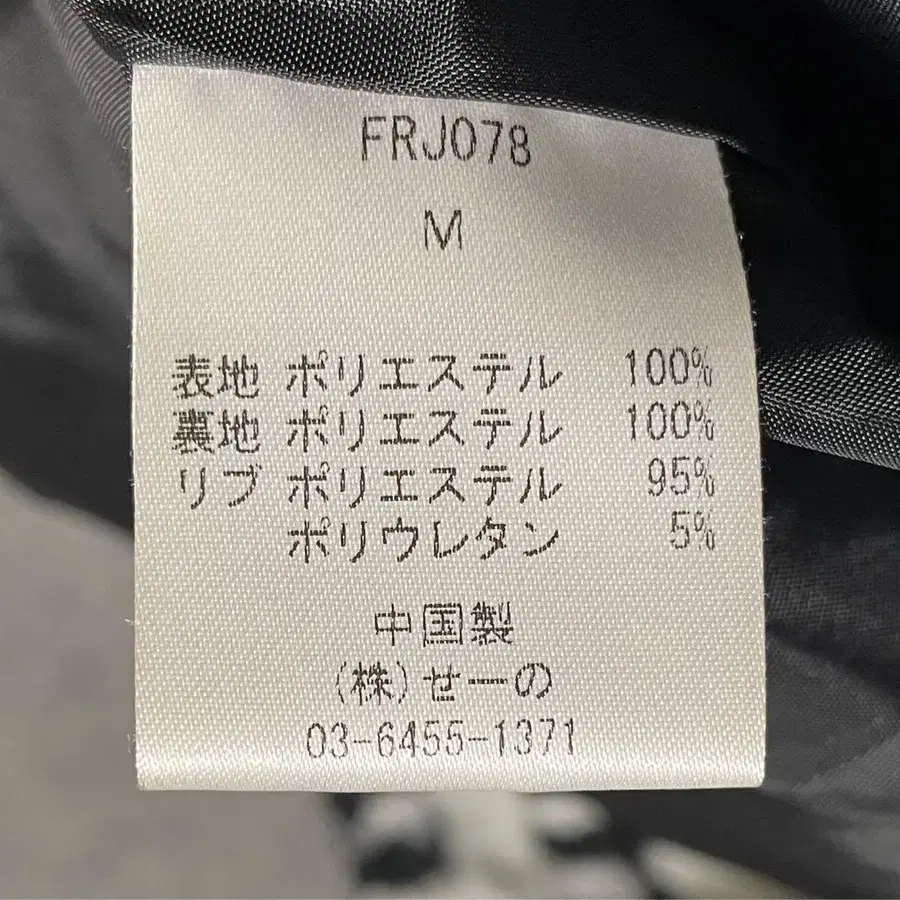 FRJ078
M
表地 ポリエステル 100%
裏地 ポリエステル 100%
リブ ポリエステル 95%
ポリウレタン 5%
中国製
(株)せーの
03-6455-1371